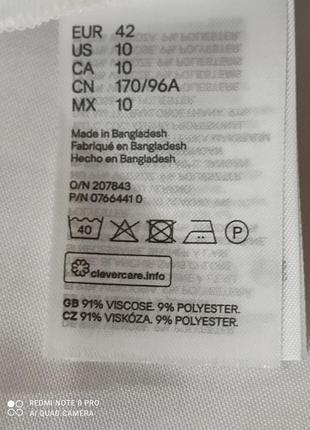 EUR 42
US 10
CA 10
CN 170/96A
MX 10
Made in Bangladesh
Fabriqué en Bangladesh
Hecho en Bangladesh
O/N 207843
P/N 0766441 0
40 P
clevercare.info
GB 91% VISCOSE. 9% POLYESTER.
CZ 91% VISKÓZA. 9% POLYESTER.
REDMI NOTE 8 PRO
AI QUAD CAMERA